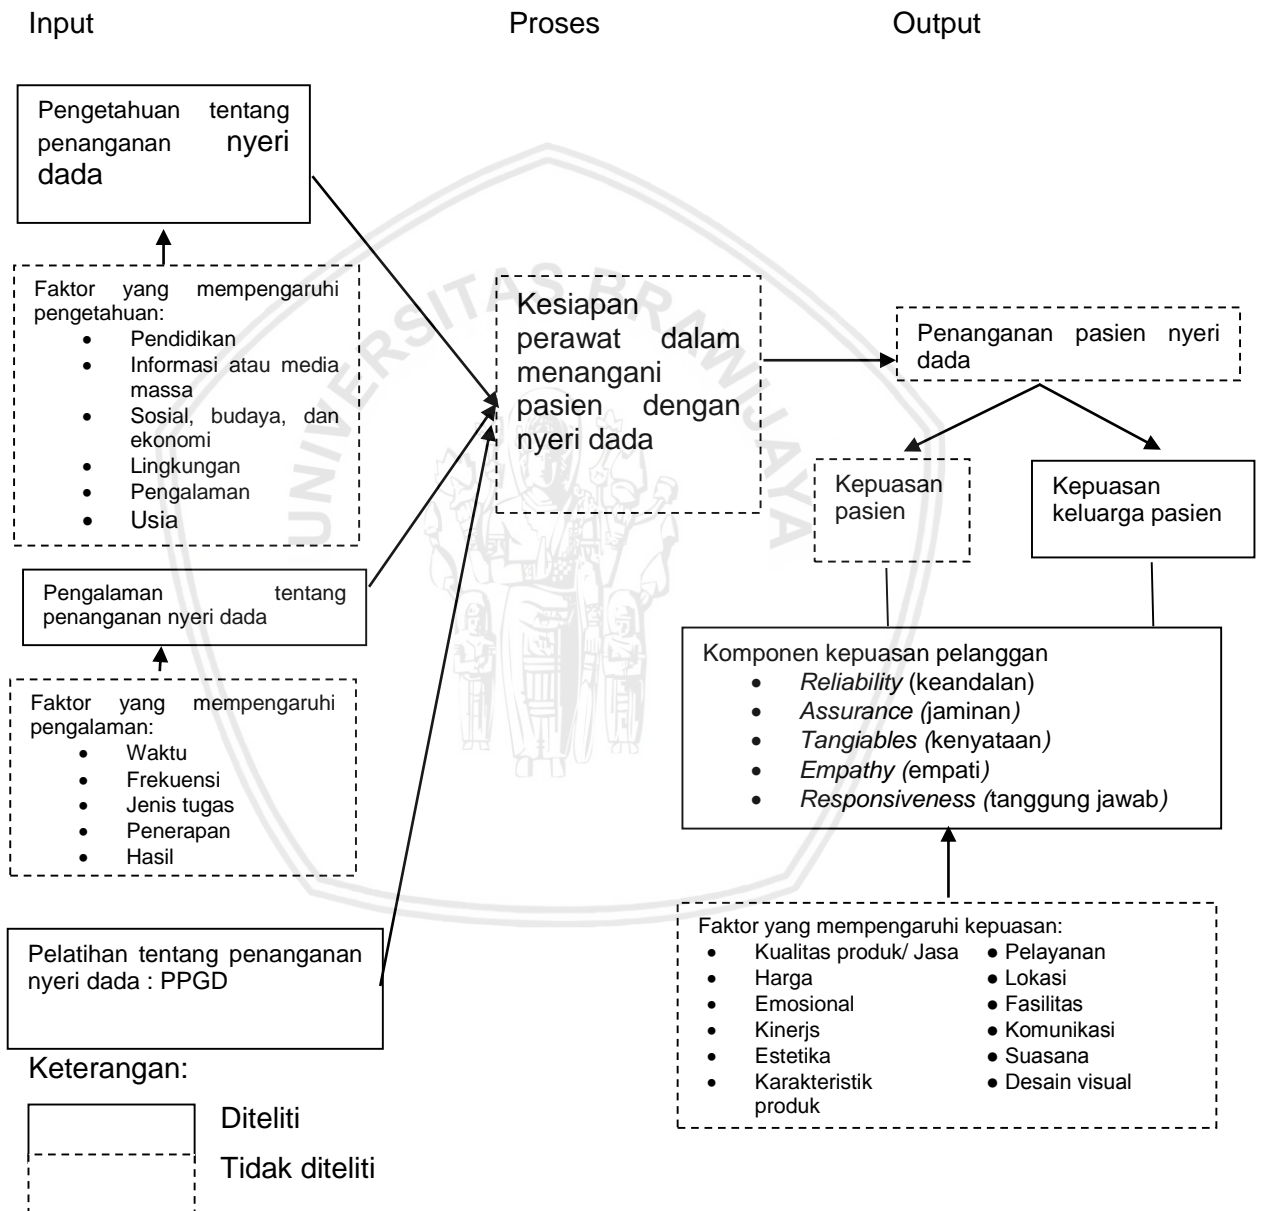 Input
Proses
Output
Pengetahuan tentang
penanganan nyeri
dada
Faktor yang mempengaruhi
pengetahuan:
• Pendidikan
• Informasi atau media
massa
• Sosial, budaya, dan
ekonomi
• Lingkungan
• Pengalaman
• Usia
Pengalaman tentang
penanganan nyeri dada
Faktor yang mempengaruhi
pengalaman:
• Waktu
• Frekuensi
• Jenis tugas
• Penerapan
• Hasil
Pelatihan tentang penanganan
nyeri dada : PPGD
Kesiapan
perawat dalam
menangani
pasien dengan
nyeri dada
Penanganan pasien nyeri
dada
Kepuasan
pasien
Kepuasan
keluarga pasien
Komponen kepuasan pelanggan
• Reliability (keandalan)
• Assurance (jaminan)
• Tangiables (kenyataan)
• Empathy (empati)
• Responsiveness (tanggung jawab)
Faktor yang mempengaruhi kepuasan:
• Kualitas produk/ Jasa
• Harga
• Emosional
• Kinerjs
• Estetika
• Karakteristik
produk
● Pelayanan
● Lokasi
● Fasilitas
● Komunikasi
● Suasana
● Desain visual
Keterangan:
Diteliti
Tidak diteliti
UNIVERSITAS BRAWIJAYA